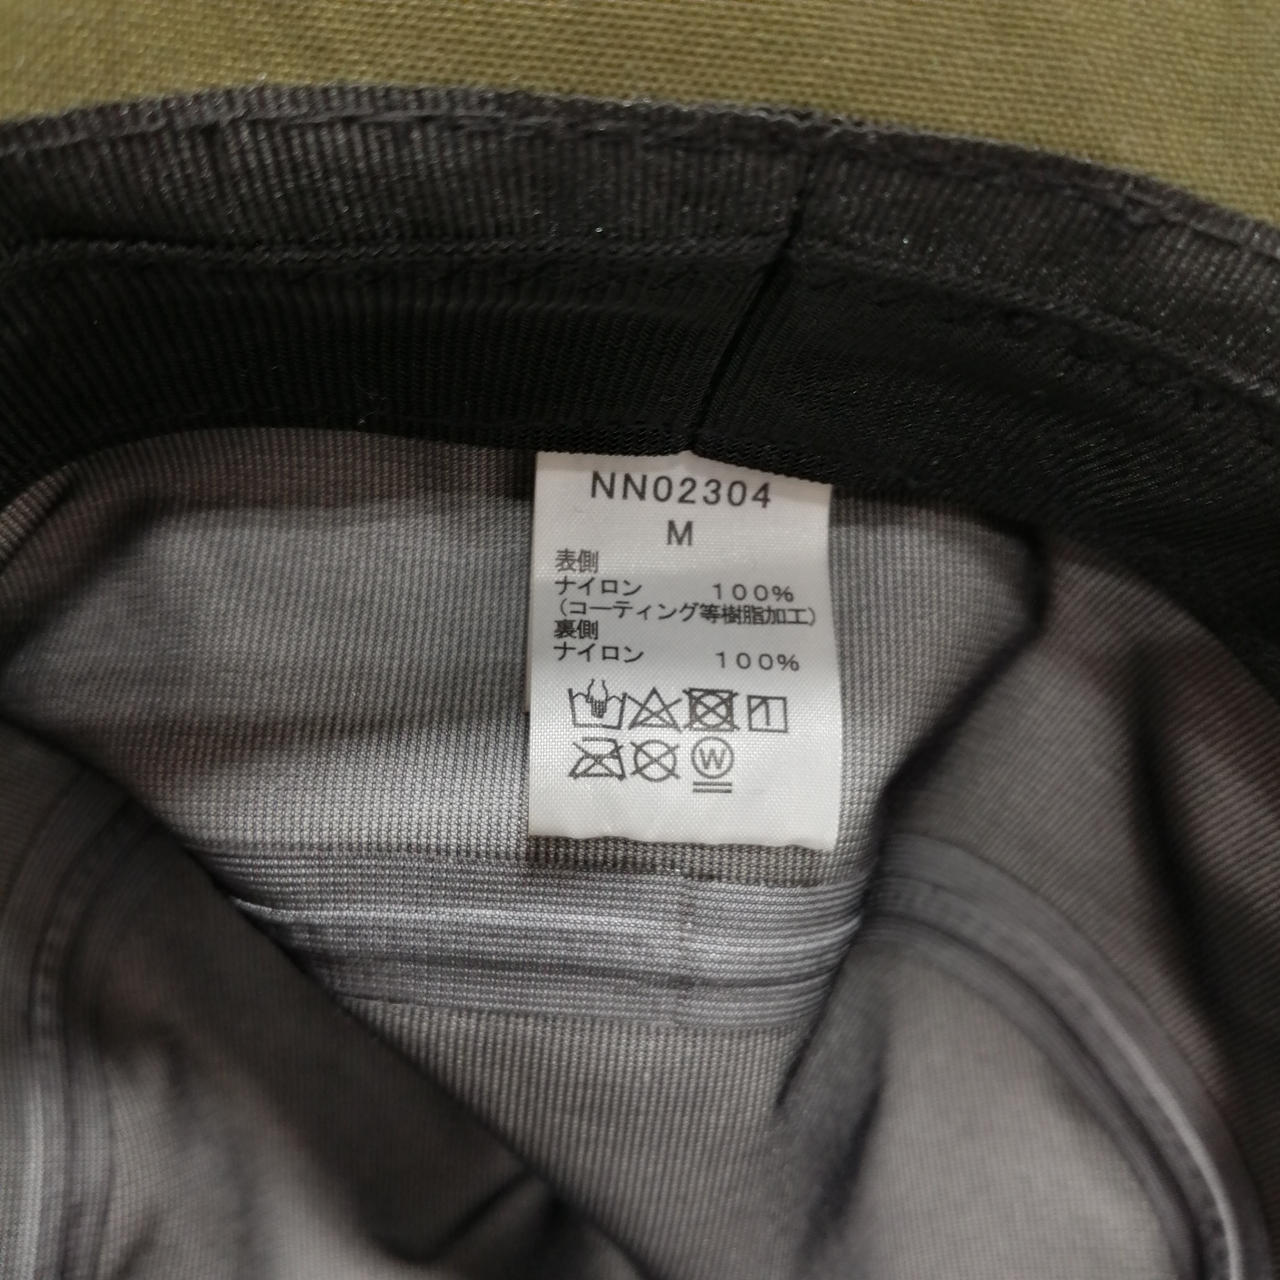 NN02304
M
表側
ナイロン 100%
(コーティング等樹脂加工)
裏側
ナイロン 100%
W